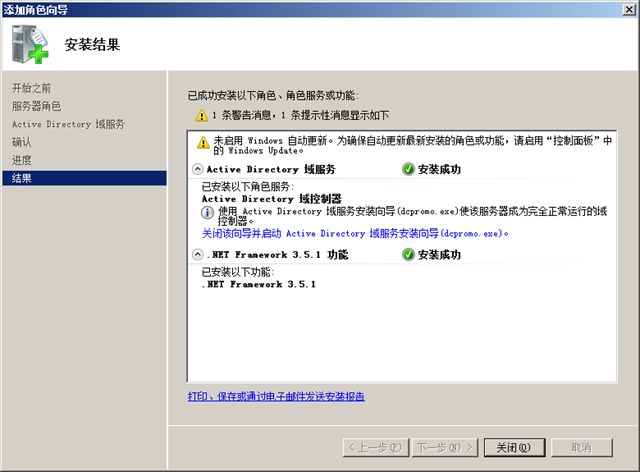 添加角色向导
安装结果
开始之前
服务器角色
Active Directory 域服务
确认
进度
结果
已成功安装以下角色、角色服务或功能:
1 条警告消息，1 条提示性消息显示如下
未启用 Windows 自动更新。为确保自动更新最新安装的角色或功能，请启用“控制面板”中
的 Windows Update。
Active Directory 域服务 安装成功
已安装以下角色服务:
Active Directory 域控制器
使用 Active Directory 域服务安装向导(dcpromo.exe)使该服务器成为完全正常运行的域
控制器。
关闭该向导并启动 Active Directory 域服务安装向导(dcpromo.exe)。
.NET Framework 3.5.1 功能 安装成功
已安装以下功能:
.NET Framework 3.5.1
打印、保存或通过电子邮件发送安装报告
< 上一步(P) 下一步(N) > 关闭(O) 取消